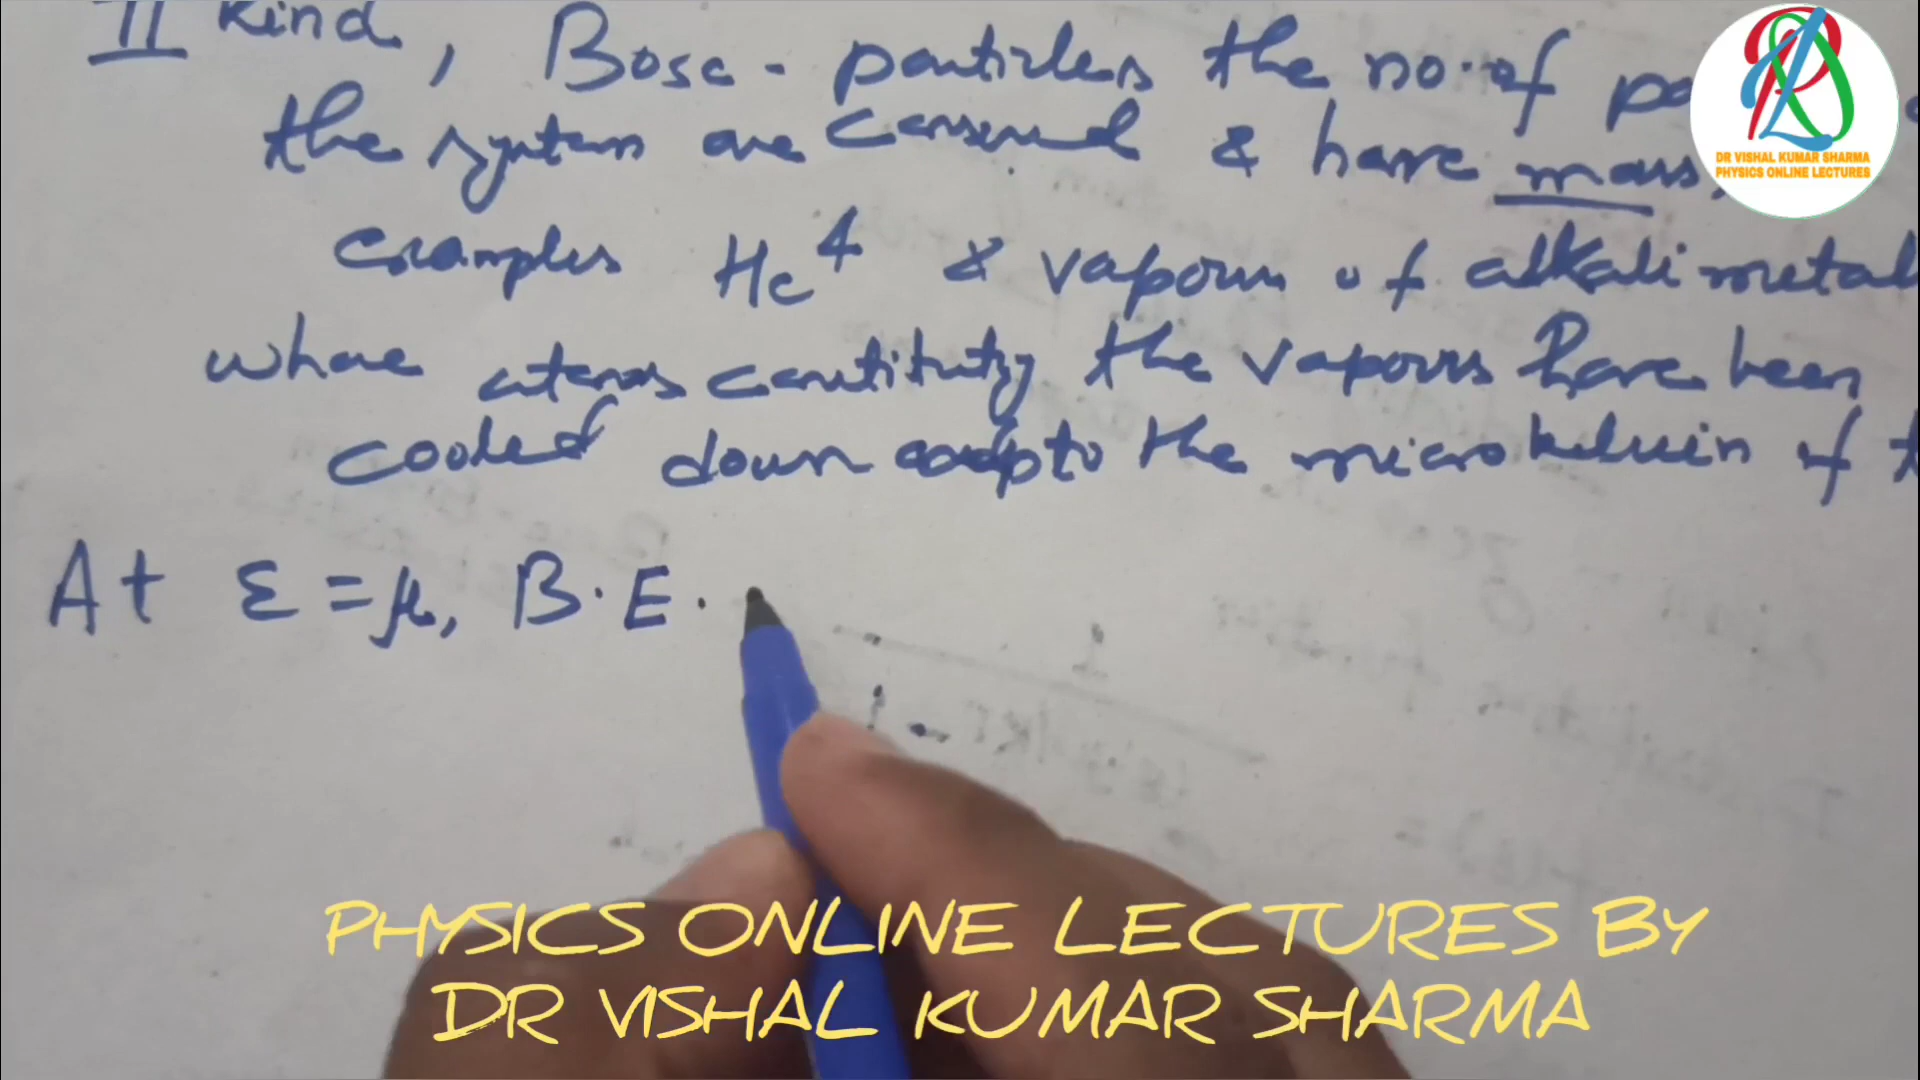 II kind, Bose - particles the no. of
the system are conserved & have mass,
examples He⁴ & vapours of alkali metal
whose atoms constituting the vapours have been
cooled down upto the microkelvin of
At ε = μ, B. E.
DR VISHAL KUMAR SHARMA
PHYSICS ONLINE LECTURES
PHYSICS ONLINE LECTURES BY
DR VISHAL KUMAR SHARMA